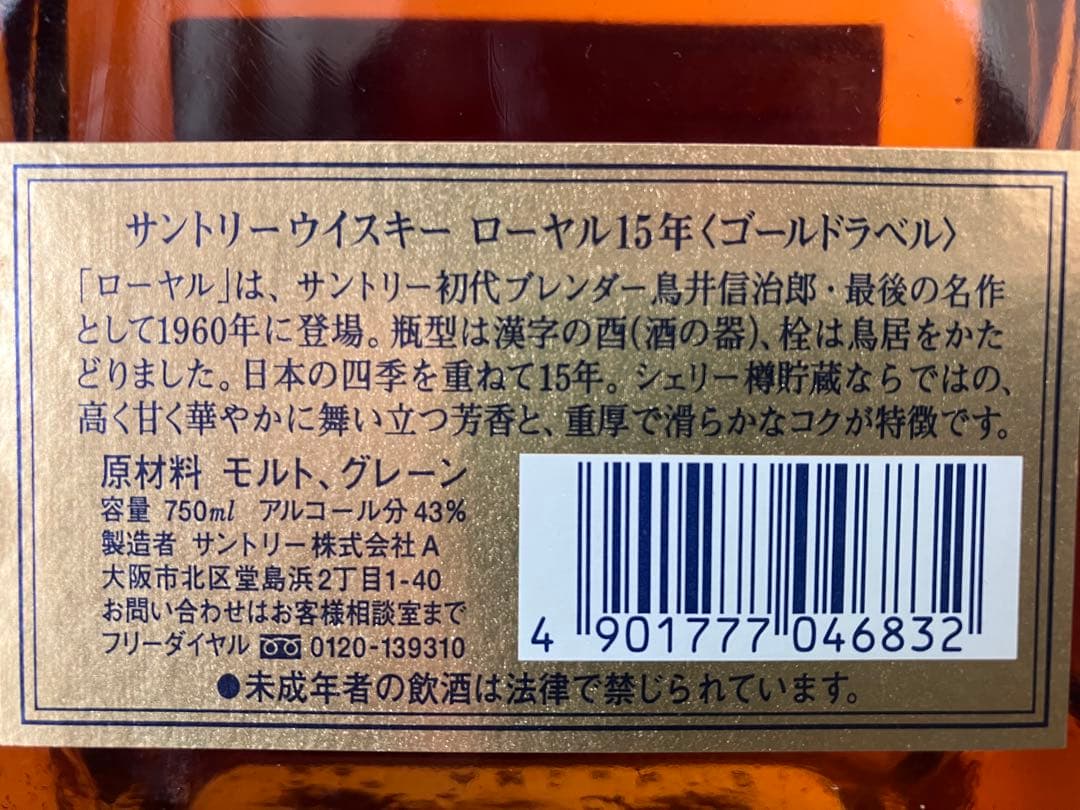 サントリーウイスキー ローヤル15年〈ゴールドラベル〉
「ローヤル」は、サントリー初代ブレンダー鳥井信治郎・最後の名作
として1960年に登場。瓶型は漢字の酉(酒の器)、栓は鳥居をかた
どりました。日本の四季を重ねて15年。シェリー樽貯蔵ならではの、
高く甘く華やかに舞い立つ芳香と、重厚で滑らかなコクが特徴です。
原材料 モルト、グレーン
容量 750ml アルコール分43%
製造者 サントリー株式会社A
大阪市北区堂島浜2丁目1-40
お問い合わせはお客様相談室まで
フリーダイヤル 0120-139310
4 901777 046832
●未成年者の飲酒は法律で禁じられています。